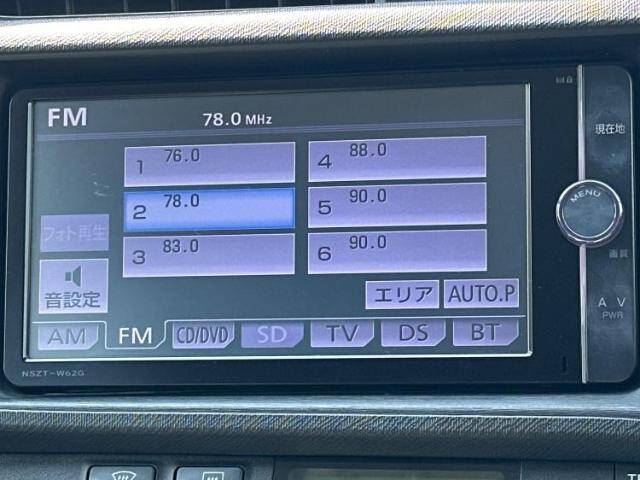 FM 78.0 MHz
1 76.0
2 78.0
3 83.0
4 88.0
5 90.0
6 90.0
フォト再生
音設定
エリア AUTO.P
AM FM CD/DVD SD TV DS BT
NSZT-W62G
現在地
MENU
画質
A V
PWR